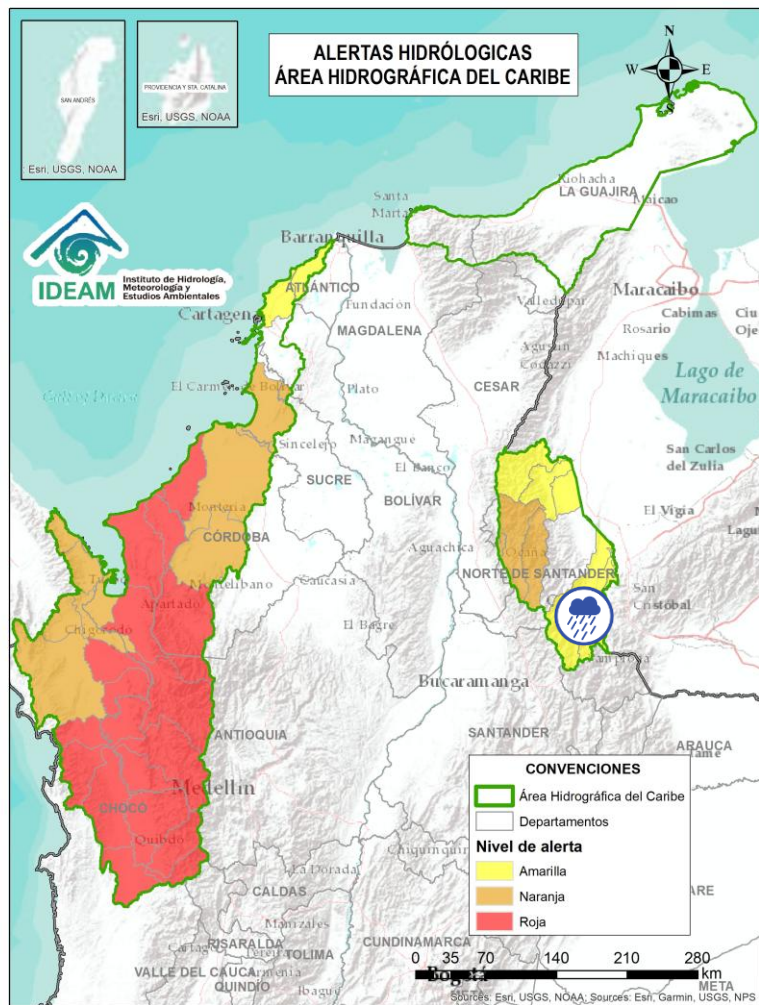 ALERTAS HIDRÓLOGICAS
ÁREA HIDROGRÁFICA DEL CARIBE
N
W
E
S
SAN ANDRÉS
Esri, USGS, NOAA
PROVIDENCIA Y STA. CATALINA
Esri, USGS, NOAA
IDEAM
Instituto de Hidrología,
Meteorología y
Estudios Ambientales
Riohacha
LA GUAJIRA
Maicao
Santa
Marta
Barranquilla
ATLÁNTICO
Cartagena
Fundación
MAGDALENA
Valledupar
Maracaibo
Cabimas
Ciu
Oje
Rosario
Machiques
Agustín
Codazzi
CESAR
Lago de
Maracaibo
El Carmen de Bolívar
Plato
Sincelejo
Magangue
El Banco
San Carlos
del Zulia
SUCRE
BOLÍVAR
El Vigía
Montería
CÓRDOBA
Ocaña
Aguachica
NORTE DE SANTANDER
San
Cristóbal
Montelíbano
Caucasia
Apartado
El Bagre
Chigorodó
Pamplona
Bucaramanga
ANTIOQUIA
SANTANDER
ARAUCA
Medellín
CHOCÓ
Quibdó
La Dorada
CALDAS
Manizales
RISARALDA
TOLIMA
CUNDINAMARCA
VALLE DEL CAUCA
Armenia
QUINDÍO
Ibagué
Bogotá
META
CONVENCIONES
Área Hidrográfica del Caribe
Departamentos
Nivel de alerta
Amarilla
Naranja
Roja
0 35 70 140 210 280
km
Sources: Esri, USGS, NOAA; Sources: Esri, Garmin, USGS, NPS